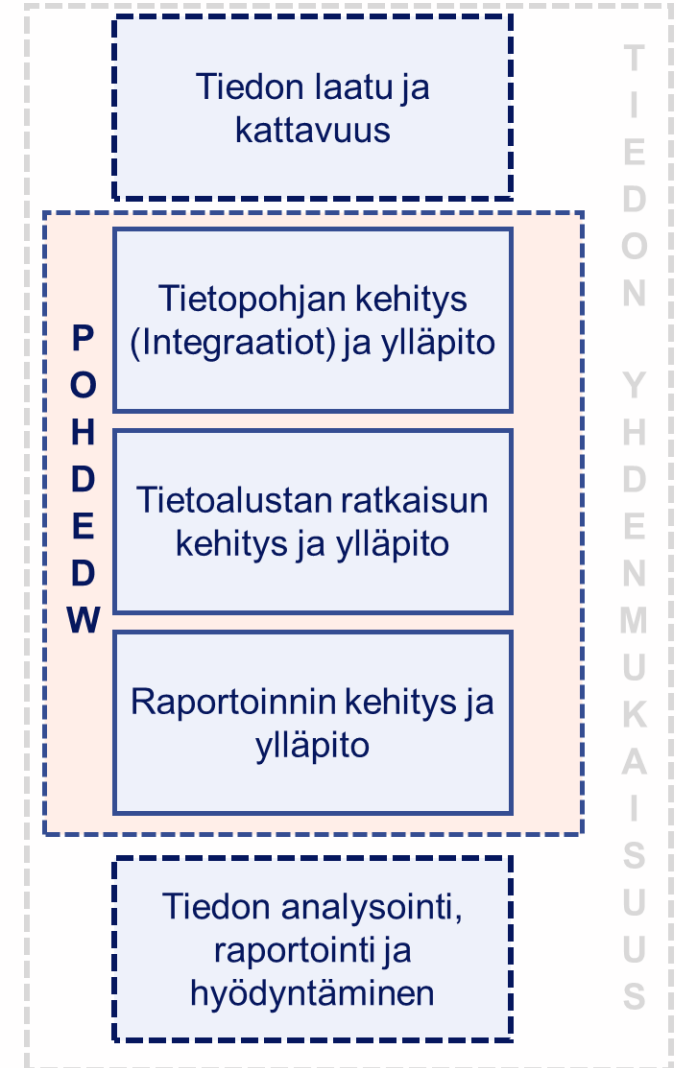 Tiedon laatu ja
kattavuus
POHDEDW
Tietopohjan kehitys
(Integraatiot) ja ylläpito
Tietoalustan ratkaisun
kehitys ja ylläpito
Raportoinnin kehitys ja
ylläpito
Tiedon analysointi,
raportointi ja
hyödyntäminen
TIEDON YHDENMUKAISUUS